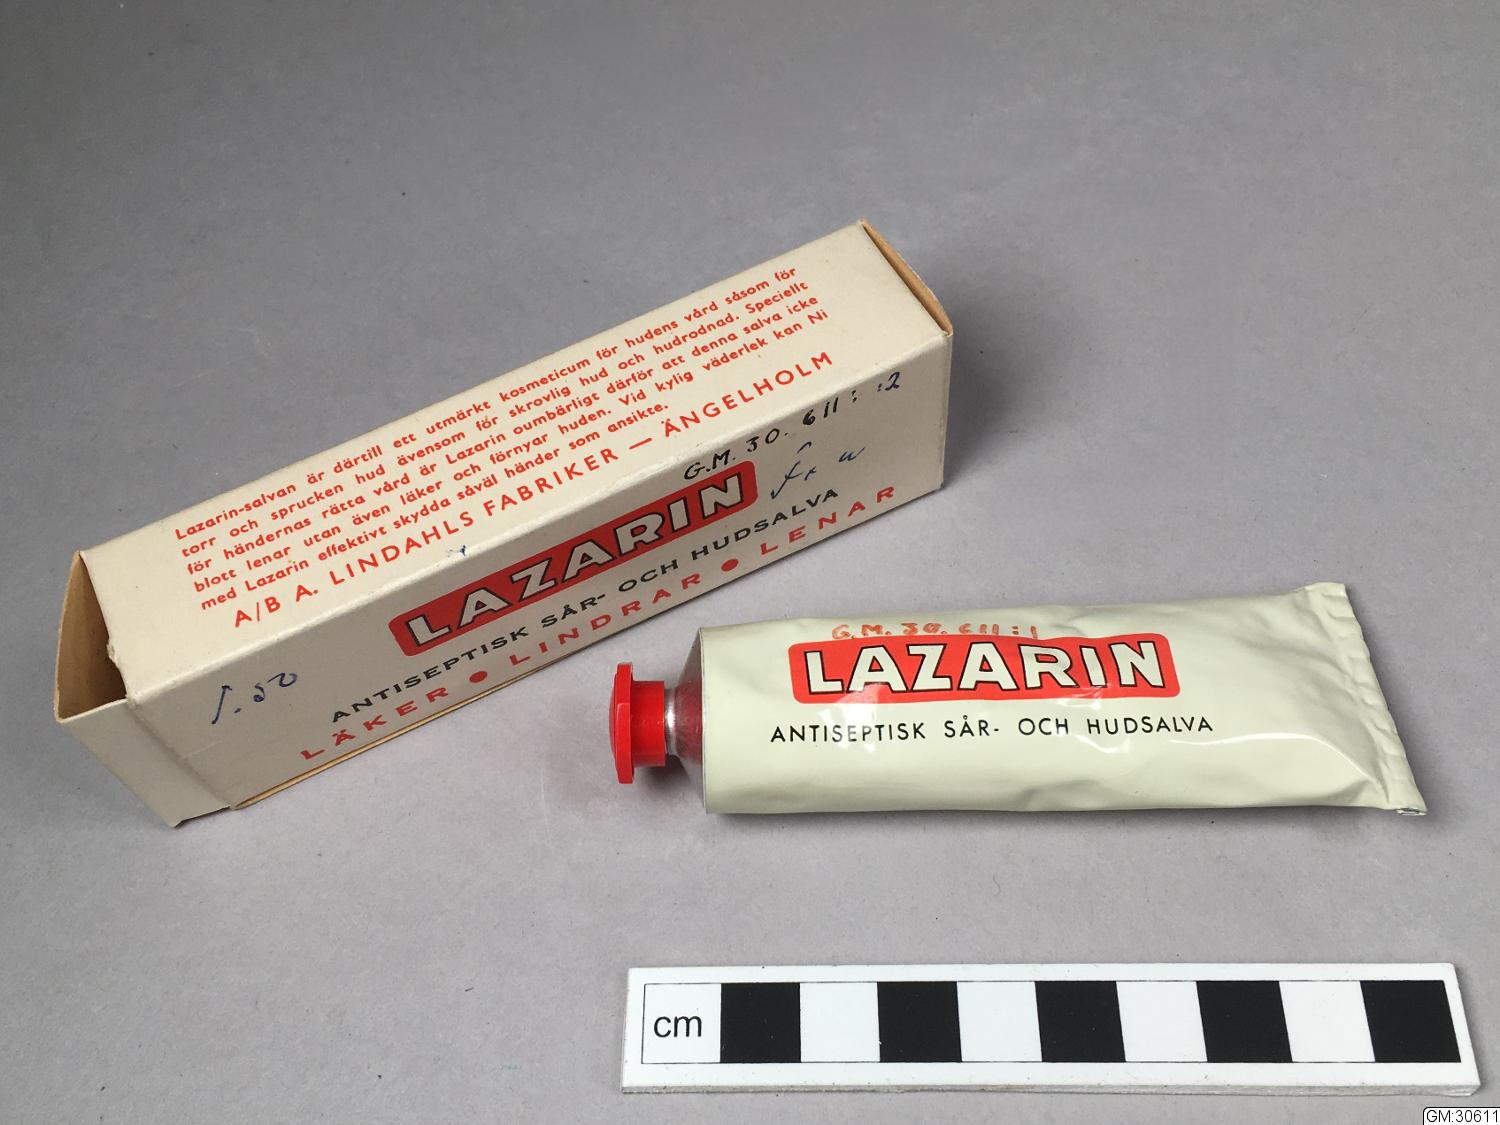 Lazarin-salvan är därtill ett utmärkt kosmeticum för hudens vård såsom för
torr och sprucken hud ävensom för skrovlig hud och hudrodnad. Speciellt
för händernas rätta vård är Lazarin oumbärligt därför att denna salva icke
blott lenar utan även läker och förnyar huden. Vid kylig väderlek kan Ni
med Lazarin effektivt skydda såväl händer som ansikte.
A/B A. LINDAHLS FABRIKER — ÄNGELHOLM
G.M. 30. 611 : :2
LAZARIN
ANTISEPTISK SÅR- OCH HUDSALVA
LÄKER ● LINDRAR ● LENAR
1.50
G.M. 30. 611:1
LAZARIN
ANTISEPTISK SÅR- OCH HUDSALVA
cm
GM:30611